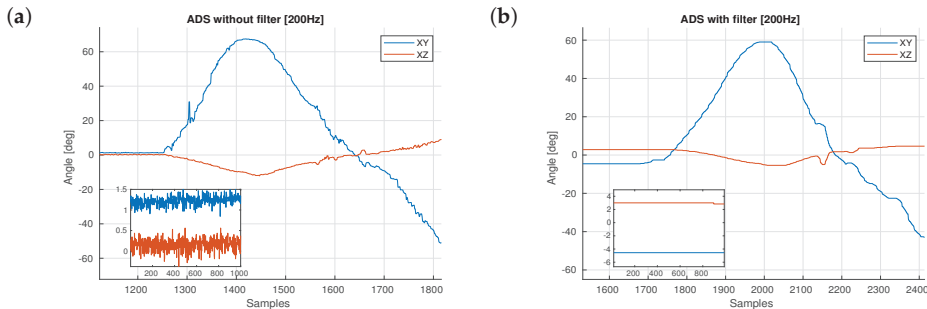 (a)
ADS without filter [200Hz]
XY
XZ
60
40
20
0
-20
-40
-60
Angle [deg]
1.5
1
0.5
0
200 400 600 800 1000
1200 1300 1400 1500 1600 1700 1800
Samples
(b)
ADS with filter [200Hz]
XY
XZ
60
40
20
0
-20
-40
-60
Angle [deg]
4
2
0
-2
-4
-6
200 400 600 800
1600 1700 1800 1900 2000 2100 2200 2300 2400
Samples